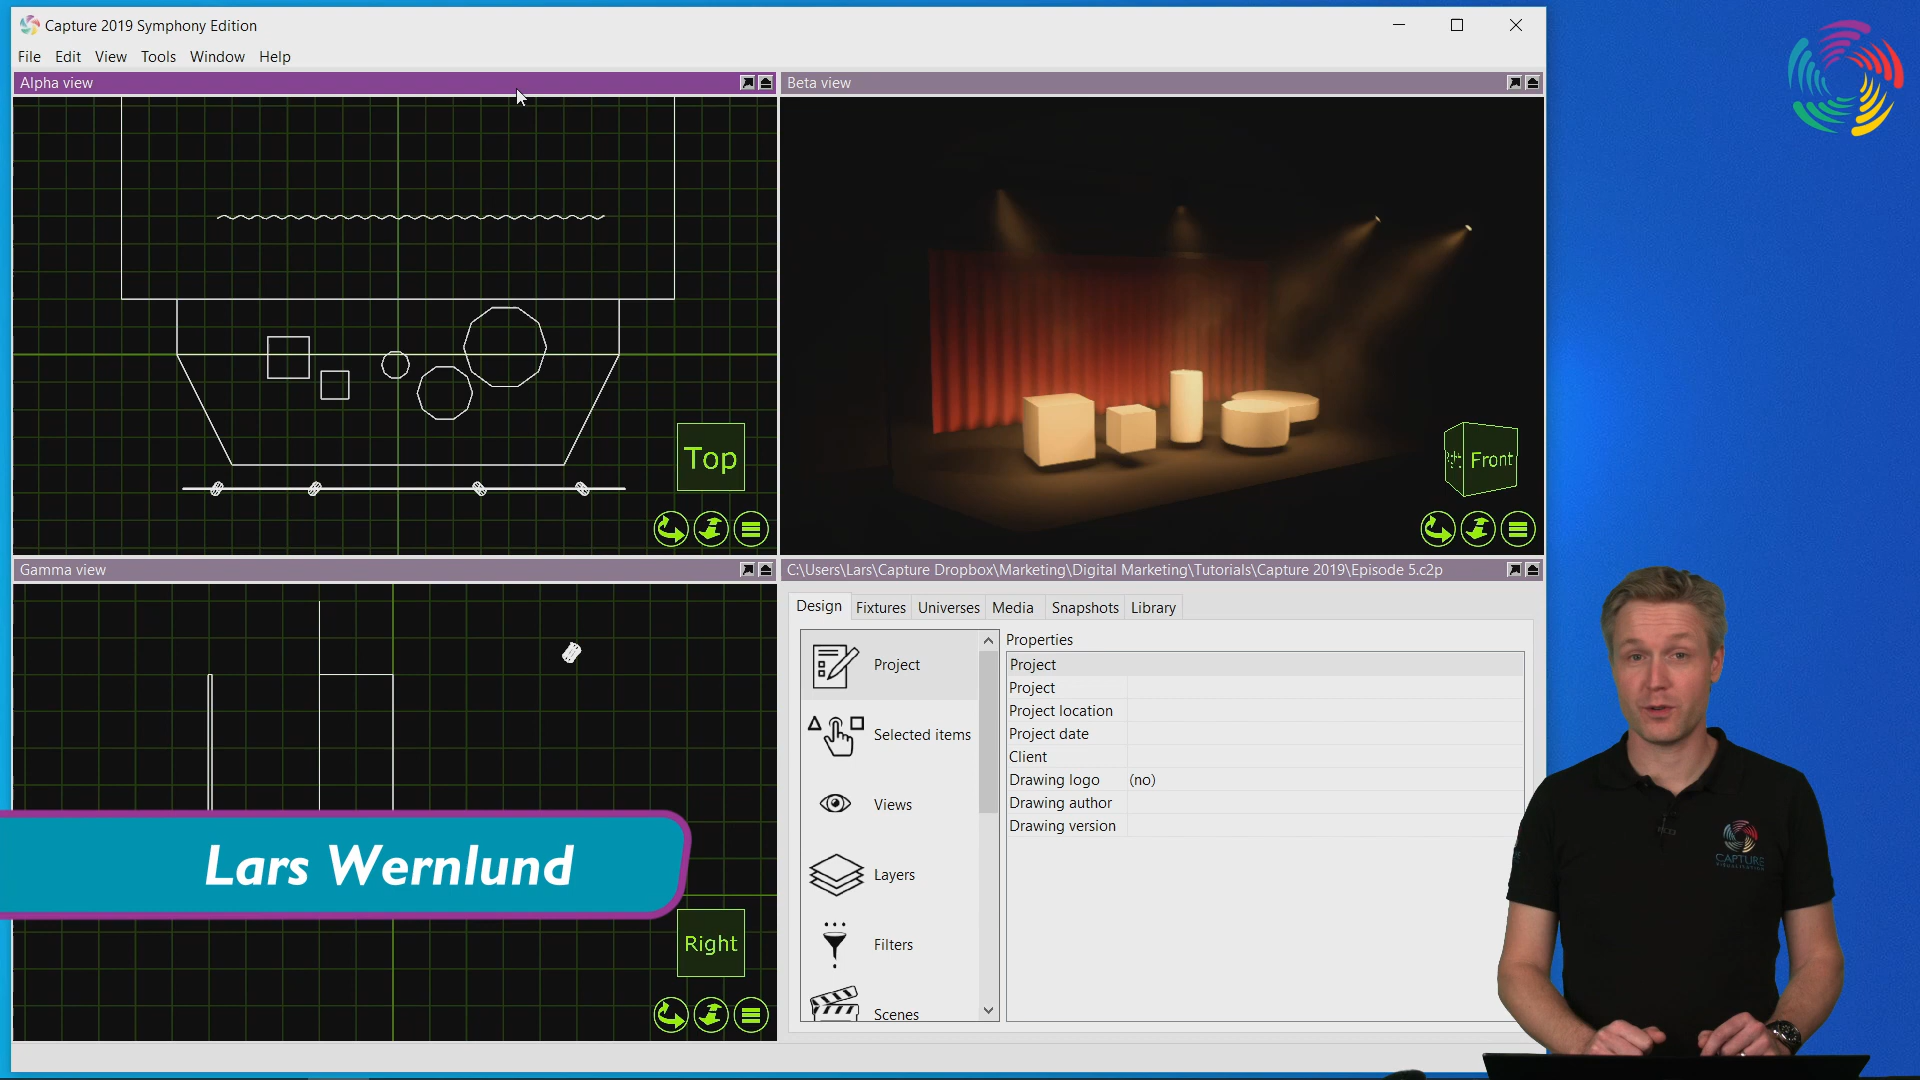 Capture 2019 Symphony Edition
File Edit View Tools Window Help
Alpha view
Beta view
Top
Front
Gamma view
C:\Users\Lars\Capture Dropbox\Marketing\Digital Marketing\Tutorials\Capture 2019\Episode 5.c2p
Design Fixtures Universes Media Snapshots Library
Project
Selected items
Views
Layers
Filters
Scenes
Properties
Project
Project
Project location
Project date
Client
Drawing logo (no)
Drawing author
Drawing version
Lars Wernlund
Right
CAPTURE